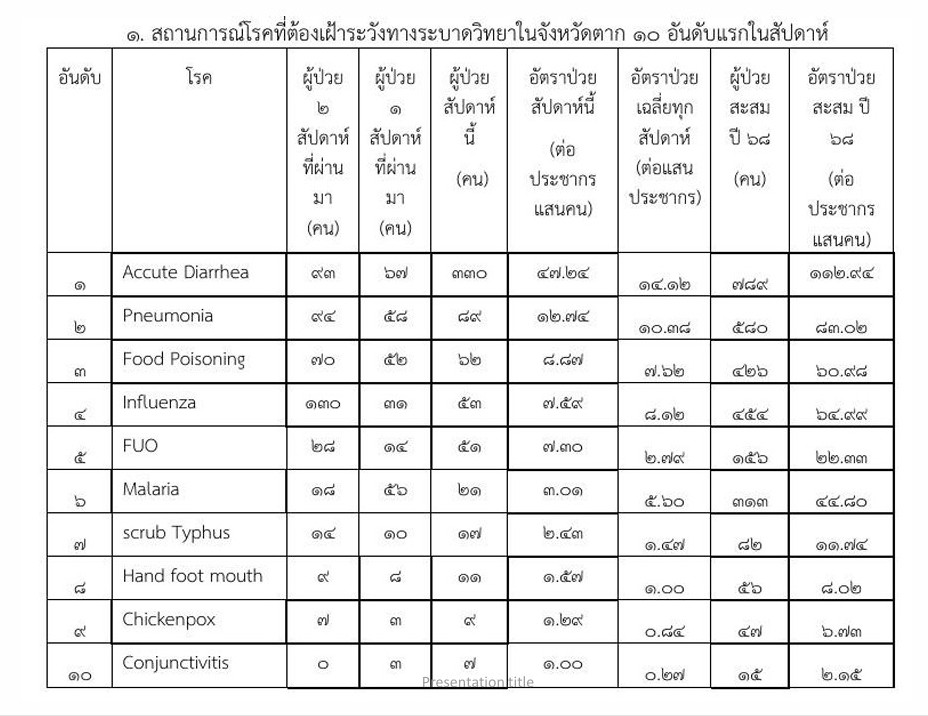 ๑. สถานการณ์โรคที่ต้องเฝ้าระวังทางระบาดวิทยาในจังหวัดตาก ๑๐ อันดับแรกในสัปดาห์
อันดับ โรค ผู้ป่วย ๒ สัปดาห์ ที่ผ่าน มา (คน) ผู้ป่วย ๑ สัปดาห์ ที่ผ่าน มา (คน) ผู้ป่วย สัปดาห์ นี้ (คน) อัตราป่วย สัปดาห์นี้ (ต่อ ประชากร แสนคน) อัตราป่วย เฉลี่ยทุก สัปดาห์ (ต่อแสน ประชากร) ผู้ป่วย สะสม ปี ๖๘ (คน) อัตราป่วย สะสม ปี ๖๘ (ต่อ ประชากร แสนคน)
๑ Accute Diarrhea ๙๓ ๖๗ ๓๓๐ ๔๗.๒๔ ๑๔.๑๒ ๗๘๙ ๑๑๒.๙๔
๒ Pneumonia ๙๔ ๕๘ ๘๙ ๑๒.๗๔ ๑๐.๓๘ ๕๘๐ ๘๓.๐๒
๓ Food Poisoning ๗๐ ๕๒ ๖๒ ๘.๘๗ ๗.๖๒ ๔๒๖ ๖๐.๙๘
๔ Influenza ๑๓๐ ๓๑ ๕๓ ๗.๕๙ ๘.๑๒ ๔๕๔ ๖๔.๙๙
๕ FUO ๒๘ ๑๔ ๕๑ ๗.๓๐ ๒.๗๙ ๑๕๖ ๒๒.๓๓
๖ Malaria ๑๘ ๕๖ ๒๑ ๓.๐๑ ๕.๖๐ ๓๑๓ ๔๔.๘๐
๗ scrub Typhus ๑๔ ๑๐ ๑๗ ๒.๔๓ ๑.๔๗ ๘๒ ๑๑.๗๔
๘ Hand foot mouth ๙ ๘ ๑๑ ๑.๕๗ ๑.๐๐ ๕๖ ๘.๐๒
๙ Chickenpox ๗ ๓ ๙ ๑.๒๙ ๐.๘๔ ๔๗ ๖.๗๓
๑๐ Conjunctivitis ๐ ๓ ๗ ๑.๐๐ ๐.๒๗ ๑๕ ๒.๑๕
Presentation title